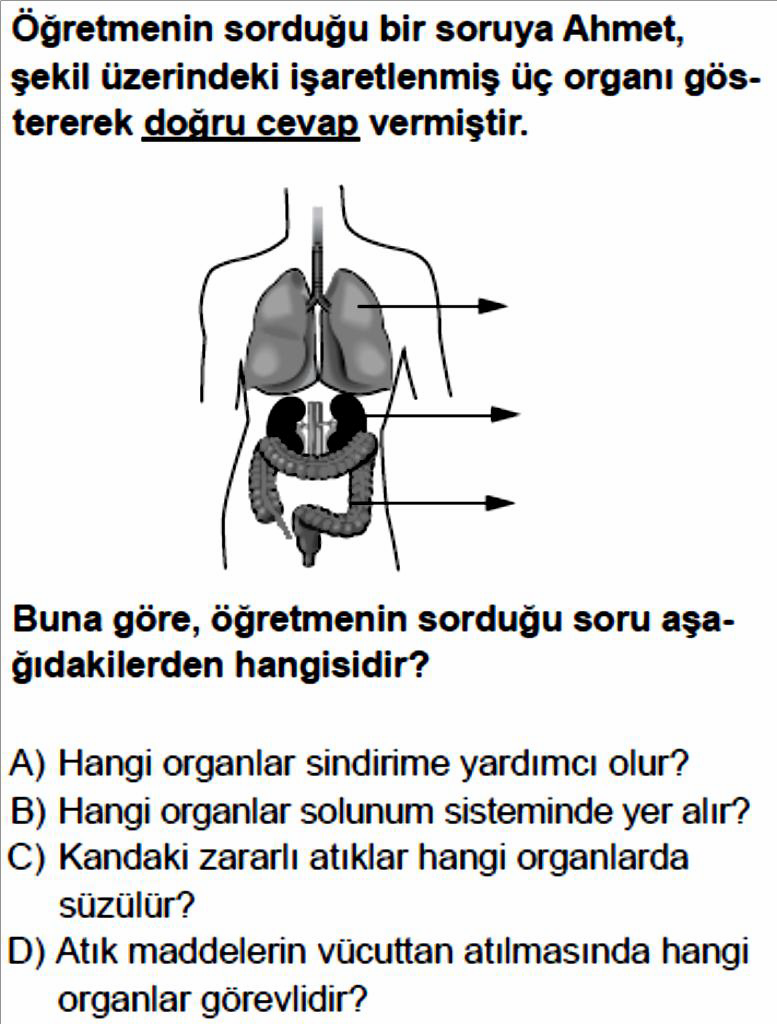 Öğretmenin sorduğu bir soruya Ahmet,
şekil üzerindeki işaretlenmiş üç organı gös-
tererek doğru cevap vermiştir.
Buna göre, öğretmenin sorduğu soru aşa-
ğıdakilerden hangisidir?
A) Hangi organlar sindirime yardımcı olur?
B) Hangi organlar solunum sisteminde yer alır?
C) Kandaki zararlı atıklar hangi organlarda
süzülür?
D) Atık maddelerin vücuttan atılmasında hangi
organlar görevlidir?